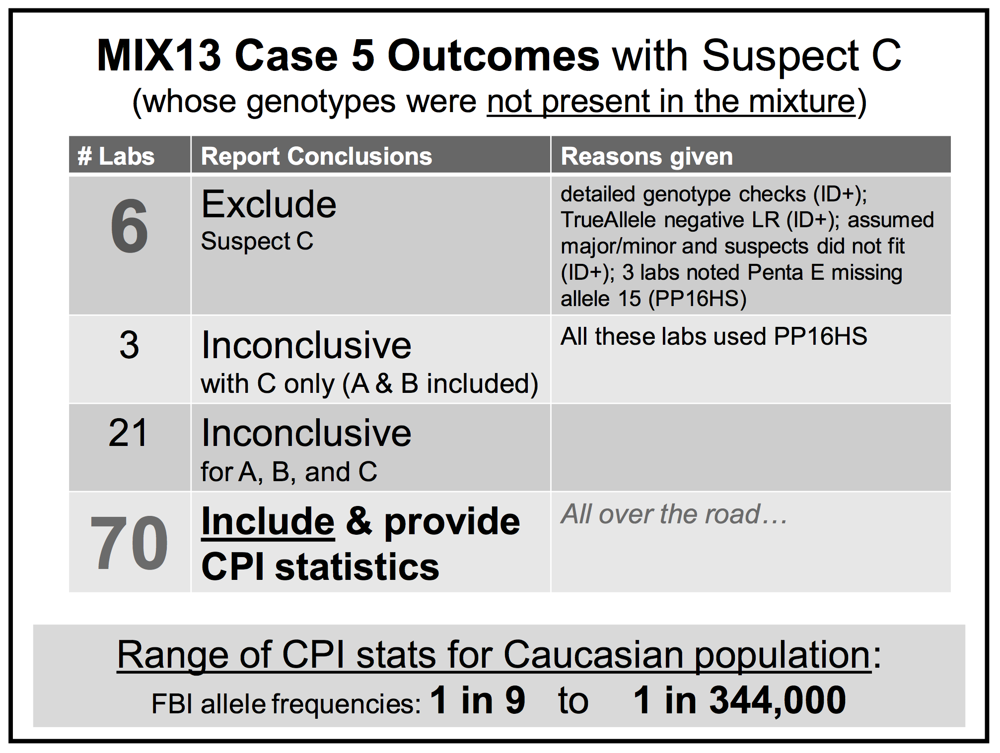 MIX13 Case 5 Outcomes with Suspect C
(whose genotypes were not present in the mixture)
# Labs Report Conclusions Reasons given
6
Exclude
Suspect C
detailed genotype checks (ID+);
TrueAllele negative LR (ID+); assumed
major/minor and suspects did not fit
(ID+); 3 labs noted Penta E missing
allele 15 (PP16HS)
3
Inconclusive
with C only (A & B included)
All these labs used PP16HS
21
Inconclusive
for A, B, and C
70
Include & provide
CPI statistics
All over the road…
Range of CPI stats for Caucasian population:
FBI allele frequencies: 1 in 9 to 1 in 344,000